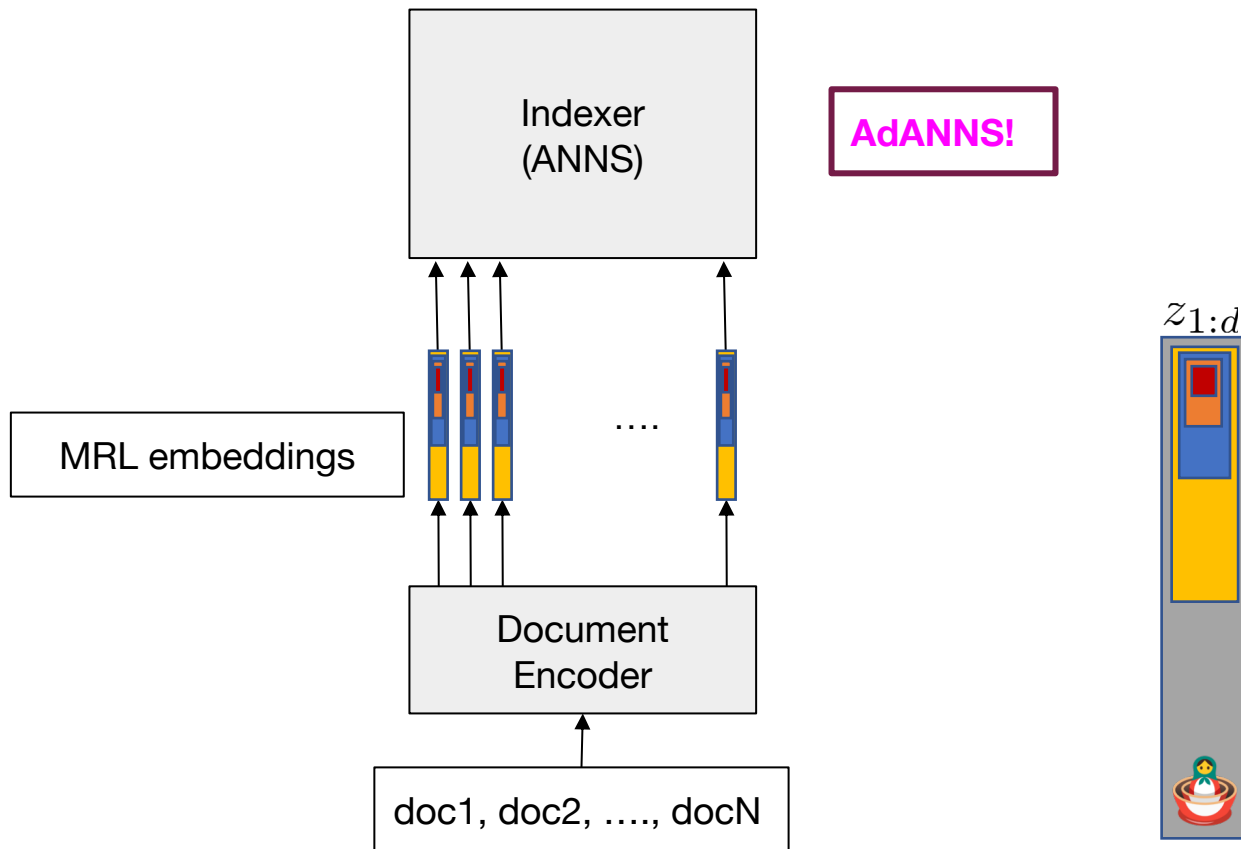 Indexer
(ANNS)
AdANNS!
z1:d
MRL embeddings
....
Document
Encoder
doc1, doc2, ...., docN